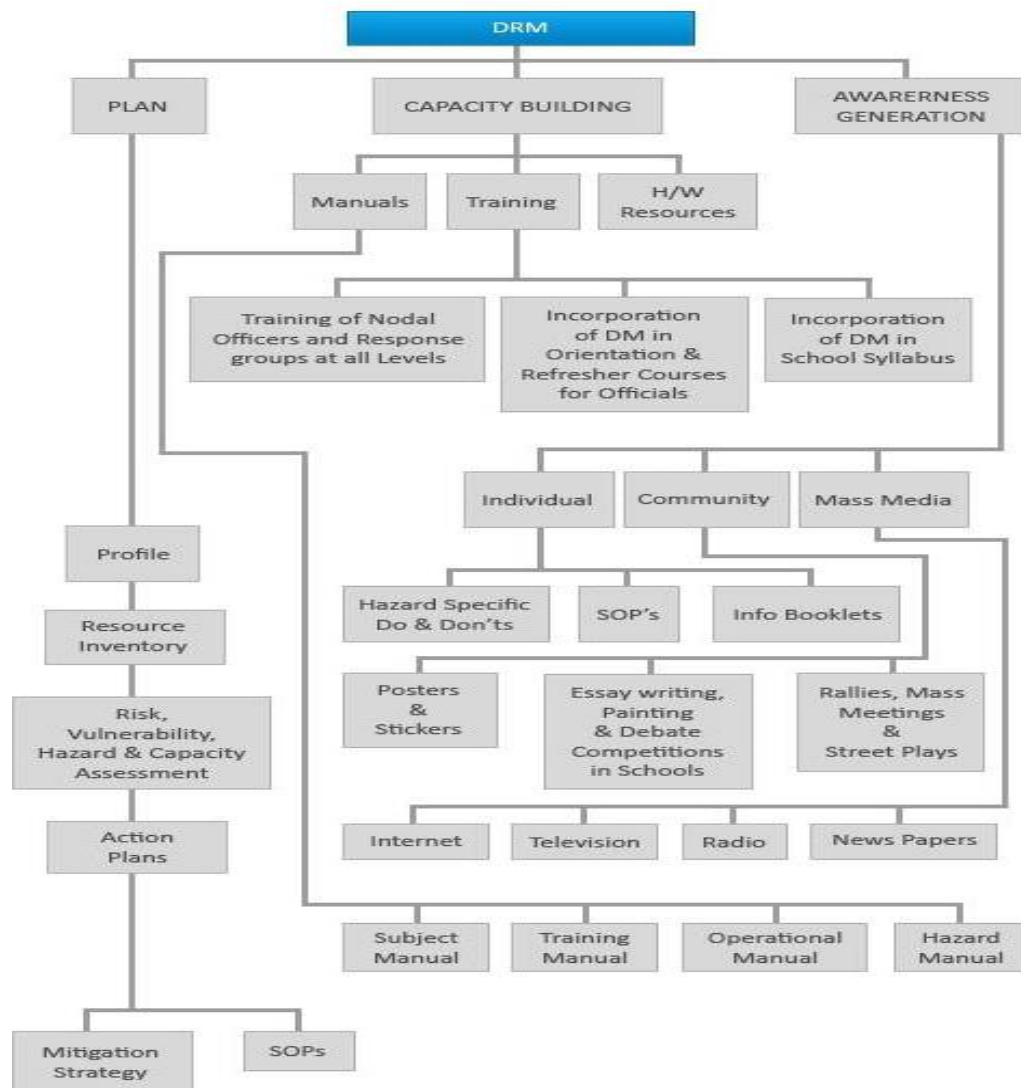 DRM
PLAN
CAPACITY BUILDING
AWARERNESS
GENERATION
Manuals
Training
H/W
Resources
Training of Nodal
Officers and Response
groups at all Levels
Incorporation
of DM in
Orientation &
Refresher Courses
for Officials
Incorporation
of DM in
School Syllabus
Individual
Community
Mass Media
Profile
Hazard Specific
Do & Don'ts
SOP's
Info Booklets
Resource
Inventory
Posters
&
Stickers
Essay writing,
Painting
& Debate
Competitions
in Schools
Rallies, Mass
Meetings
&
Street Plays
Risk,
Vulnerability,
Hazard & Capacity
Assessment
Action
Plans
Internet
Television
Radio
News Papers
Subject
Manual
Training
Manual
Operational
Manual
Hazard
Manual
Mitigation
Strategy
SOPs